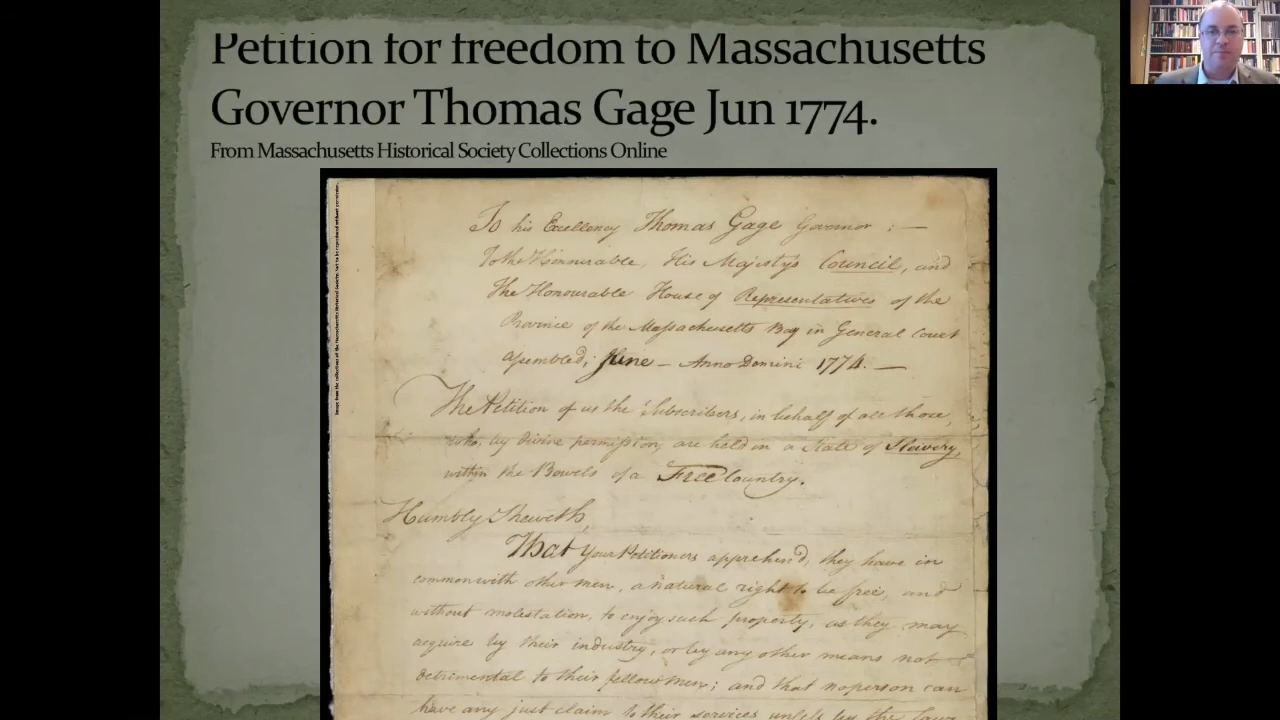 Petition for freedom to Massachusetts
Governor Thomas Gage Jun 1774.
From Massachusetts Historical Society Collections Online
To his Excellency Thomas Gage Governor ; —
To the Honourable, His Majesty's Council, and
the Honourable House of Representatives of the
Province of the Massachusetts Bay in General Court
assembled; June — Anno Domini 1774. —
The Petition of us the Subscribers, in behalf of all those,
who, by divine permission, are held in a State of Slavery,
within the Bowels of a Free Country.
Humbly Sheweth,
That Your Petitioners apprehend, they have in
common with other men, a natural right to be free, and
without molestation, to enjoy such property, as they may
acquire by their industry, or by any other means not
detrimental to their fellow men; and that no person can
have any just claim to their services unless by the laws